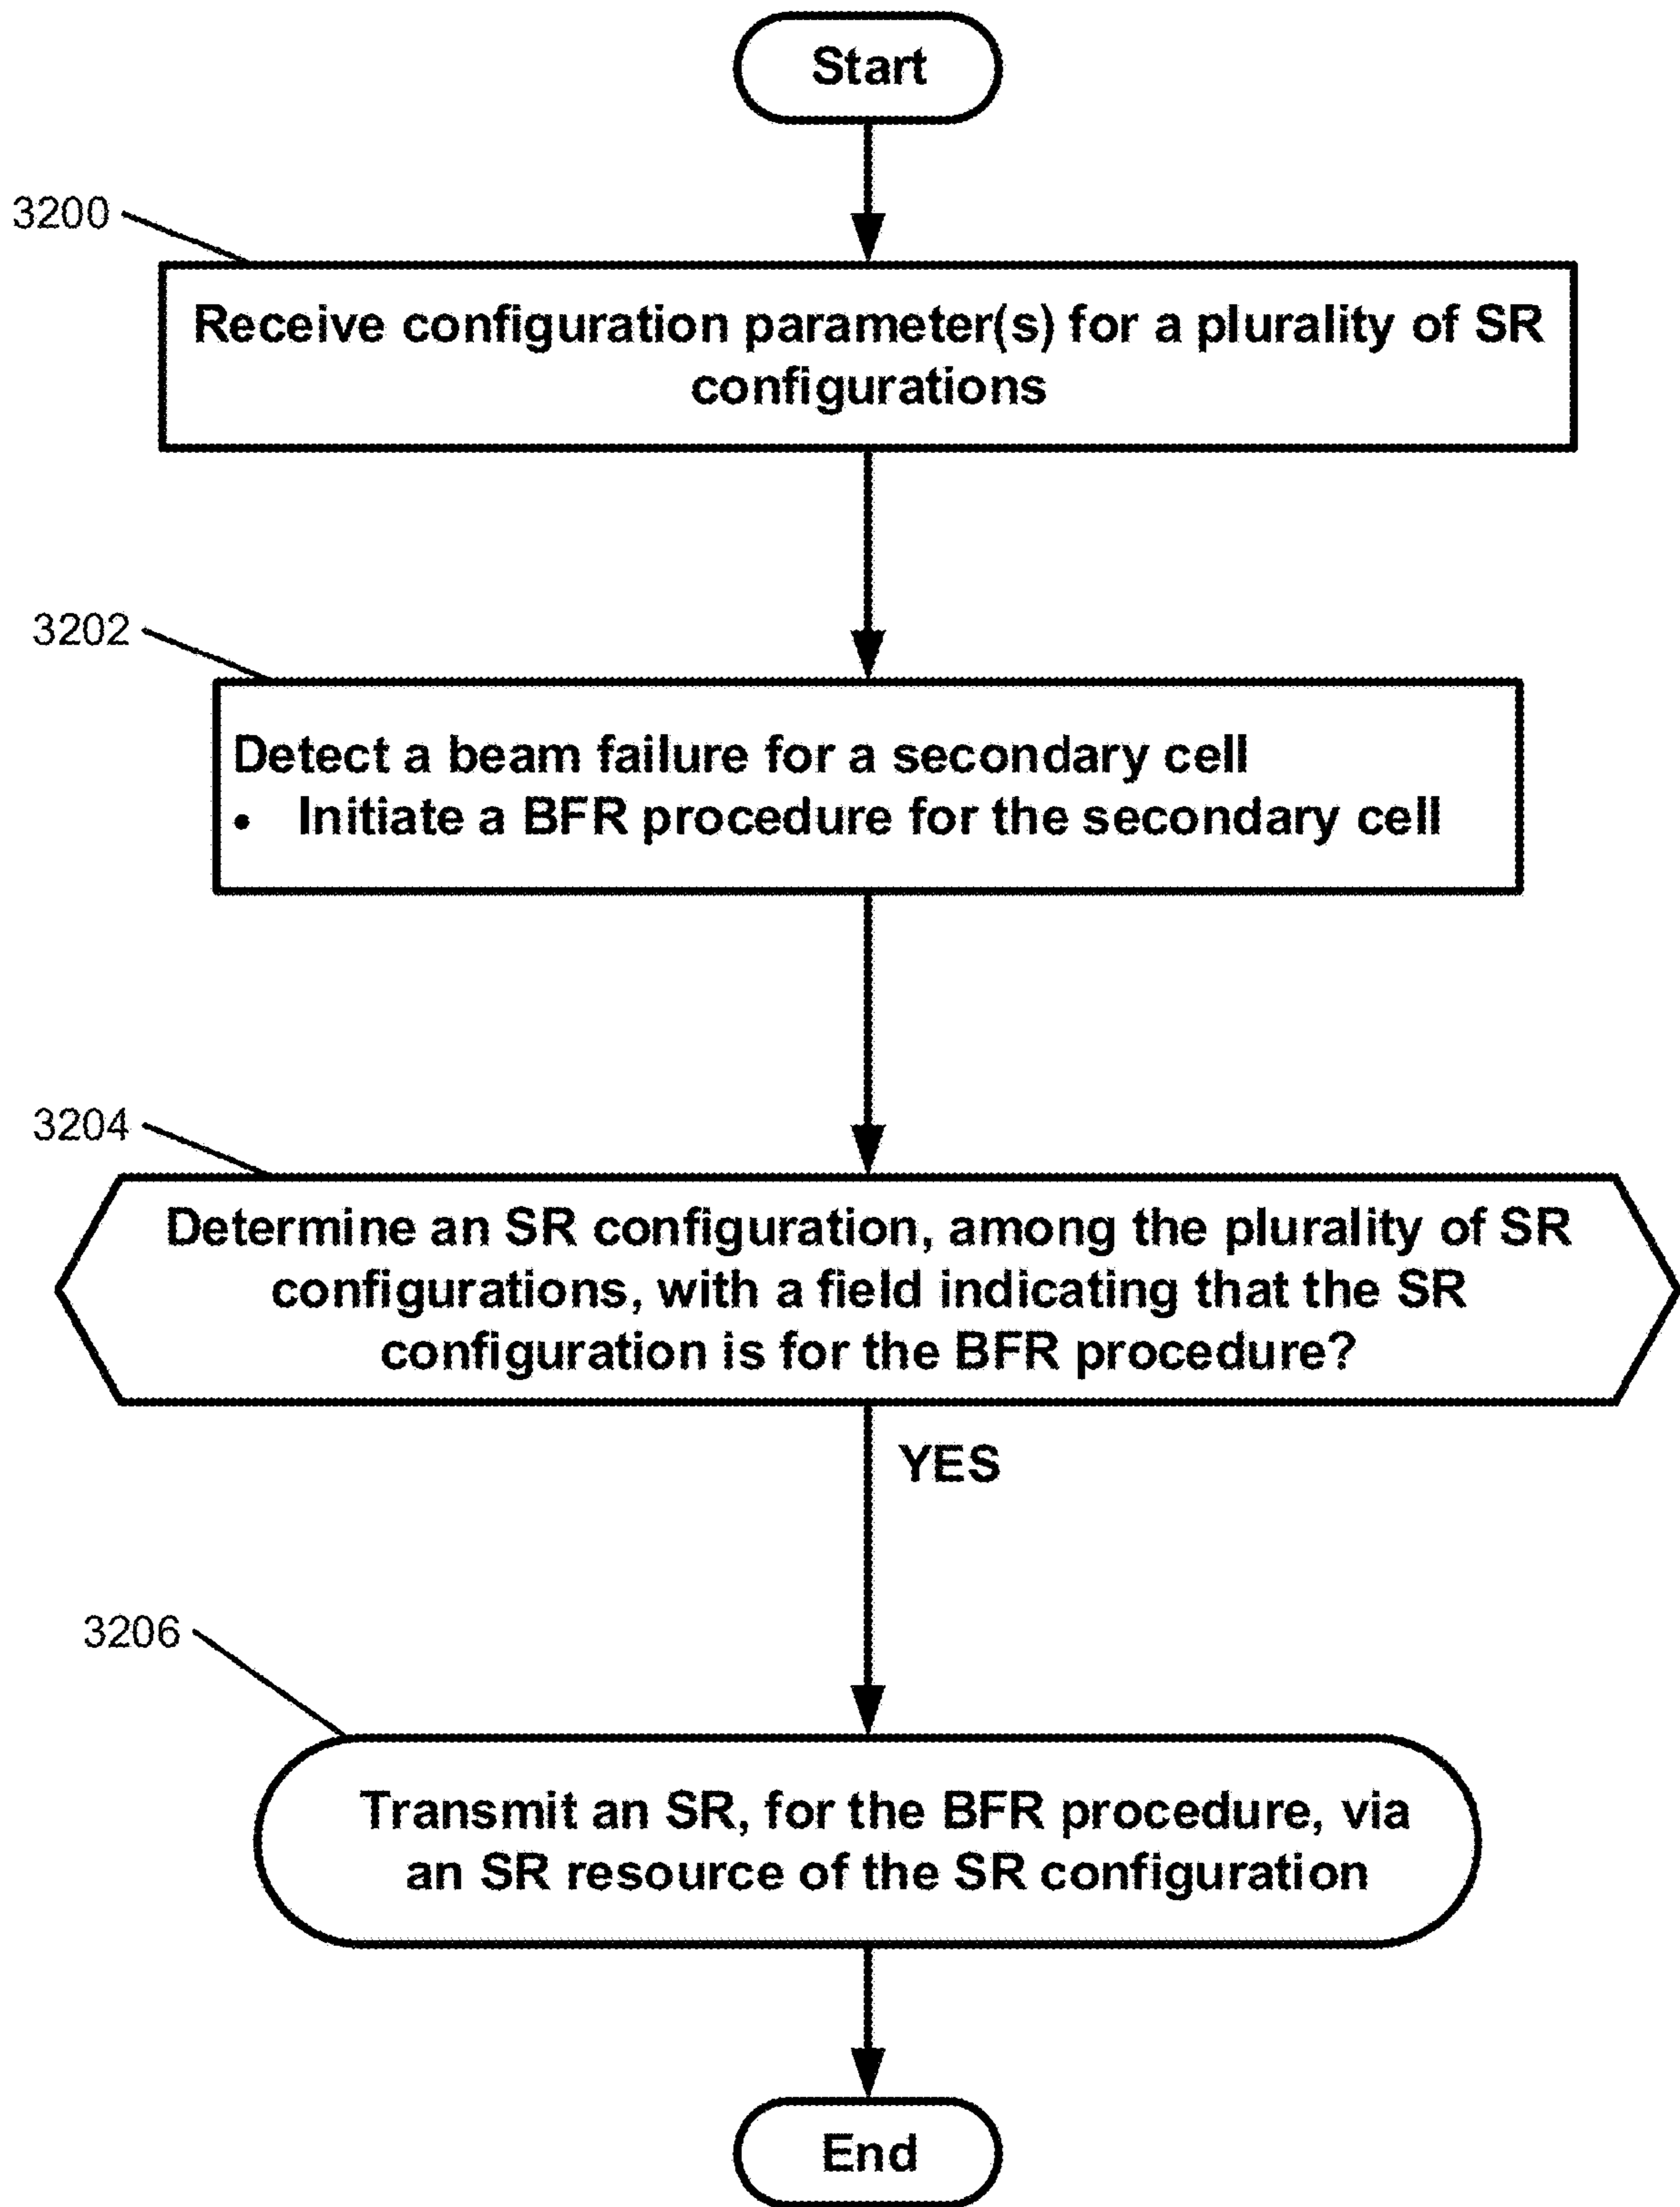 Start
3200
Receive configuration parameter(s) for a plurality of SR
configurations
3202
Detect a beam failure for a secondary cell
• Initiate a BFR procedure for the secondary cell
3204
Determine an SR configuration, among the plurality of SR
configurations, with a field indicating that the SR
configuration is for the BFR procedure?
YES
3206
Transmit an SR, for the BFR procedure, via
an SR resource of the SR configuration
End